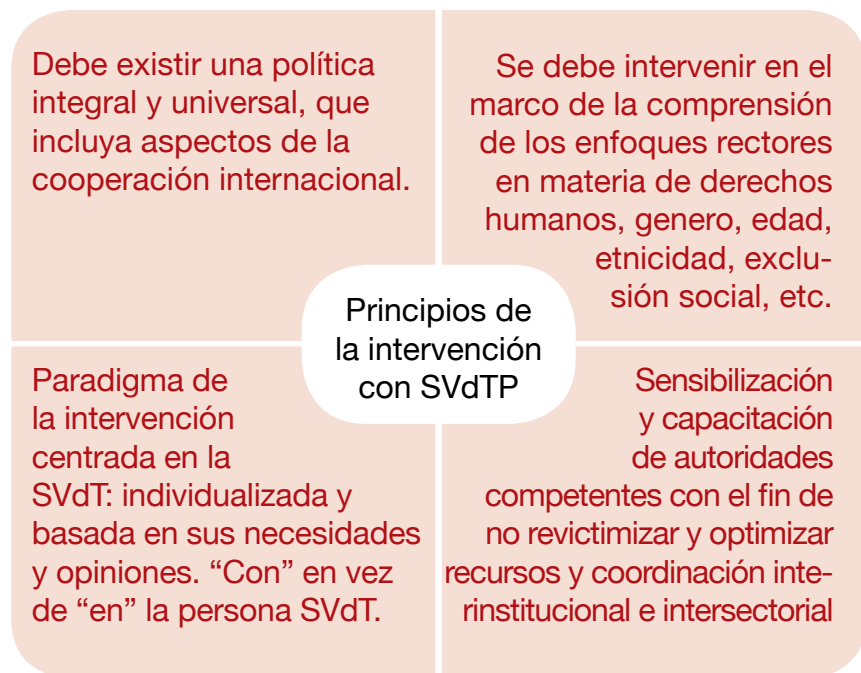 Debe existir una política
integral y universal, que
incluya aspectos de la
cooperación internacional.
Se debe intervenir en el
marco de la comprensión
de los enfoques rectores
en materia de derechos
humanos, genero, edad,
etnicidad, exclu-
sión social, etc.
Principios de
la intervención
con SVdTP
Paradigma de
la intervención
centrada en la
SVdT: individualizada y
basada en sus necesidades
y opiniones. “Con” en vez
de “en” la persona SVdT.
Sensibilización
y capacitación
de autoridades
competentes con el fin de
no revictimizar y optimizar
recursos y coordinación inte-
rinstitucional e intersectorial